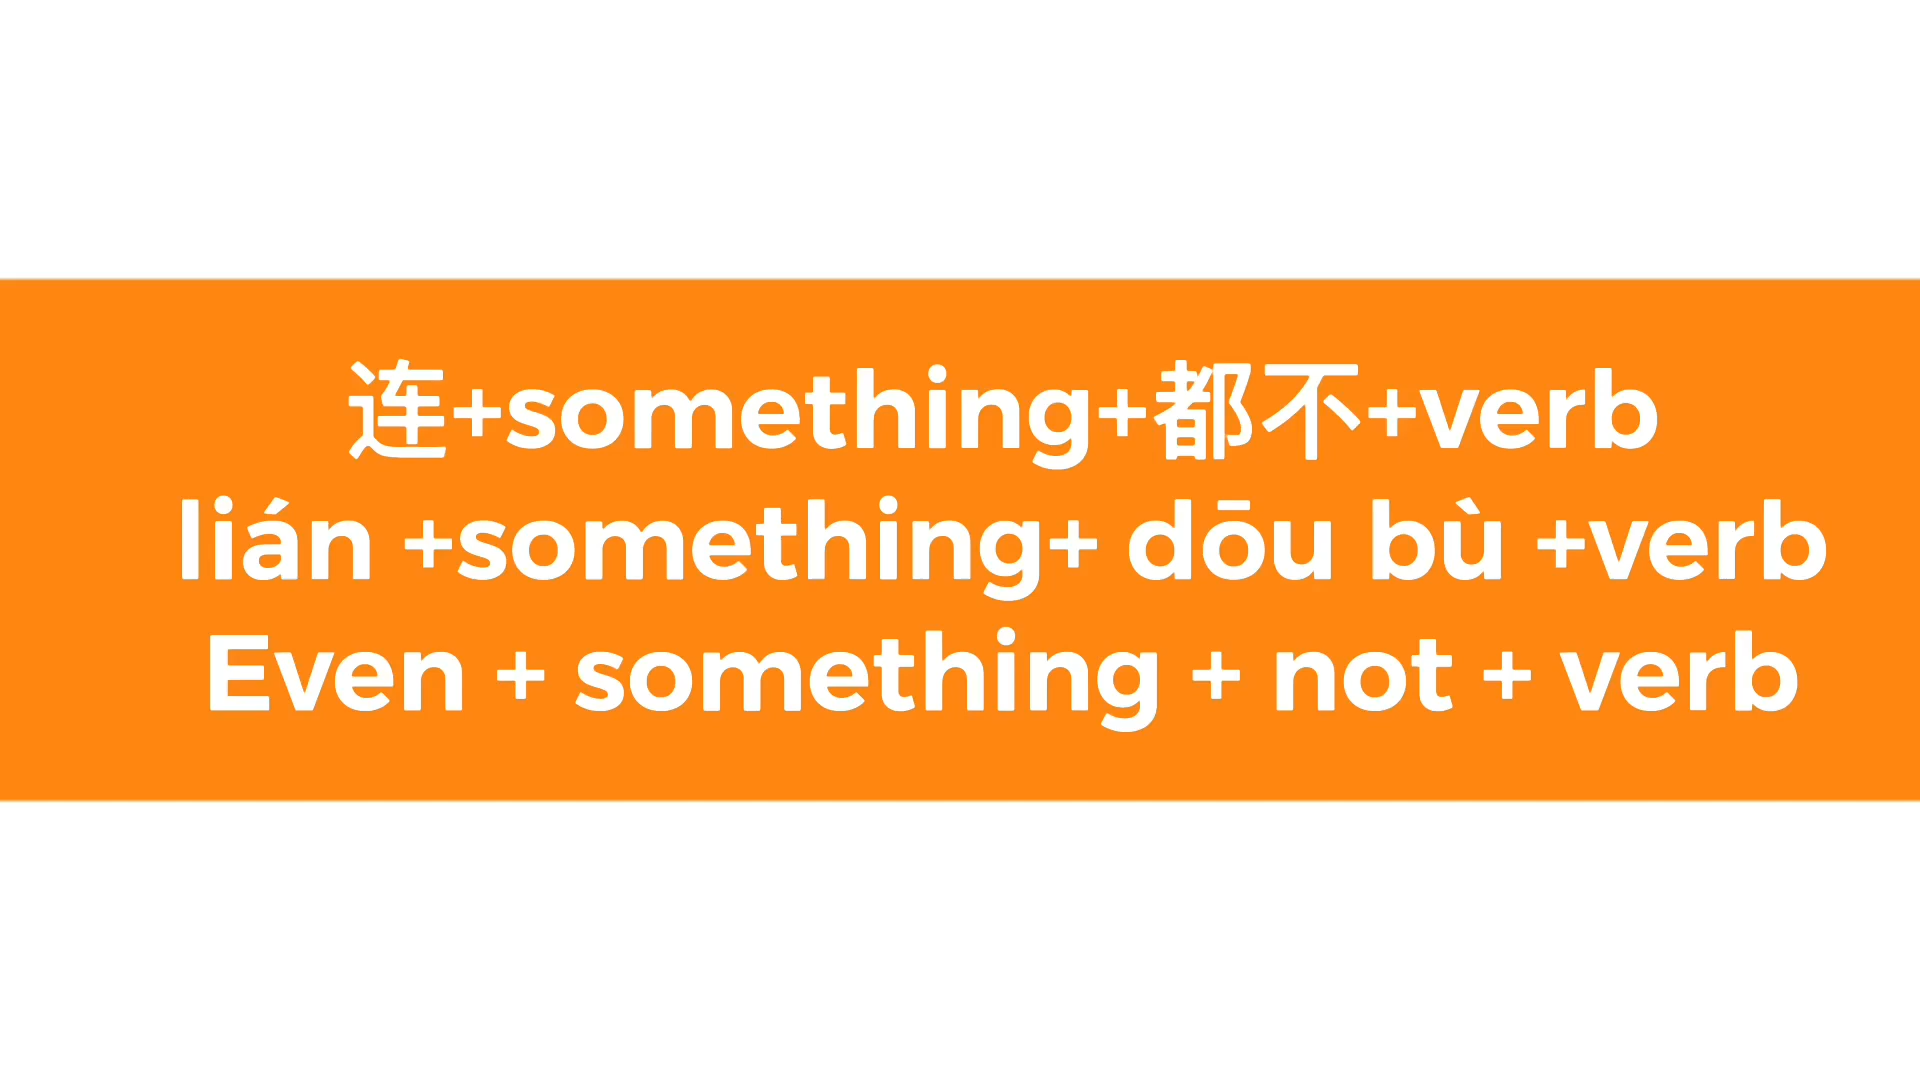 连+something+都不+verb
lián +something+ dōu bù +verb
Even + something + not + verb